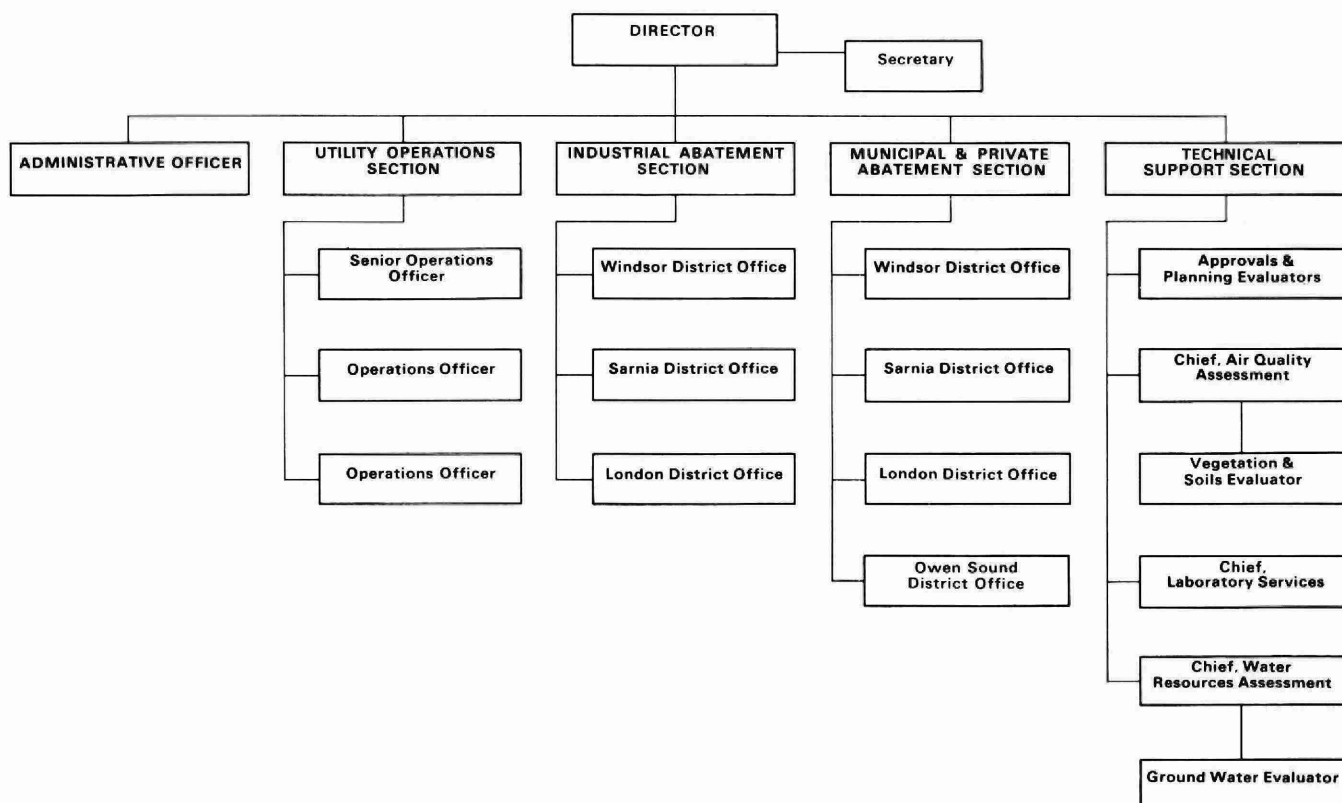 DIRECTOR
Secretary
ADMINISTRATIVE OFFICER
UTILITY OPERATIONS
SECTION
INDUSTRIAL ABATEMENT
SECTION
MUNICIPAL & PRIVATE
ABATEMENT SECTION
TECHNICAL
SUPPORT SECTION
Senior Operations
Officer
Operations Officer
Operations Officer
Windsor District Office
Sarnia District Office
London District Office
Windsor District Office
Sarnia District Office
London District Office
Owen Sound
District Office
Approvals &
Planning Evaluators
Chief, Air Quality
Assessment
Vegetation &
Soils Evaluator
Chief,
Laboratory Services
Chief, Water
Resources Assessment
Ground Water Evaluator